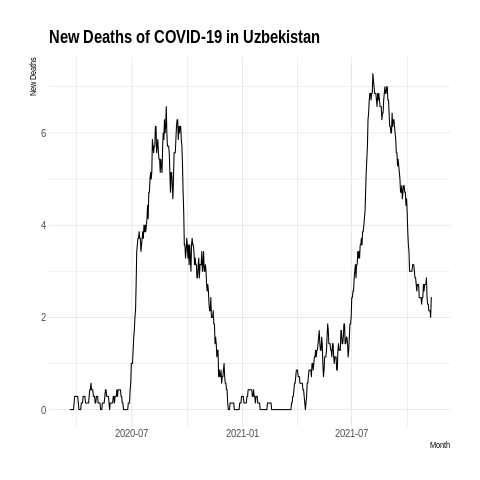 New Deaths of COVID-19 in Uzbekistan
New Deaths
6
4
2
0
2020-07
2021-01
2021-07
Month